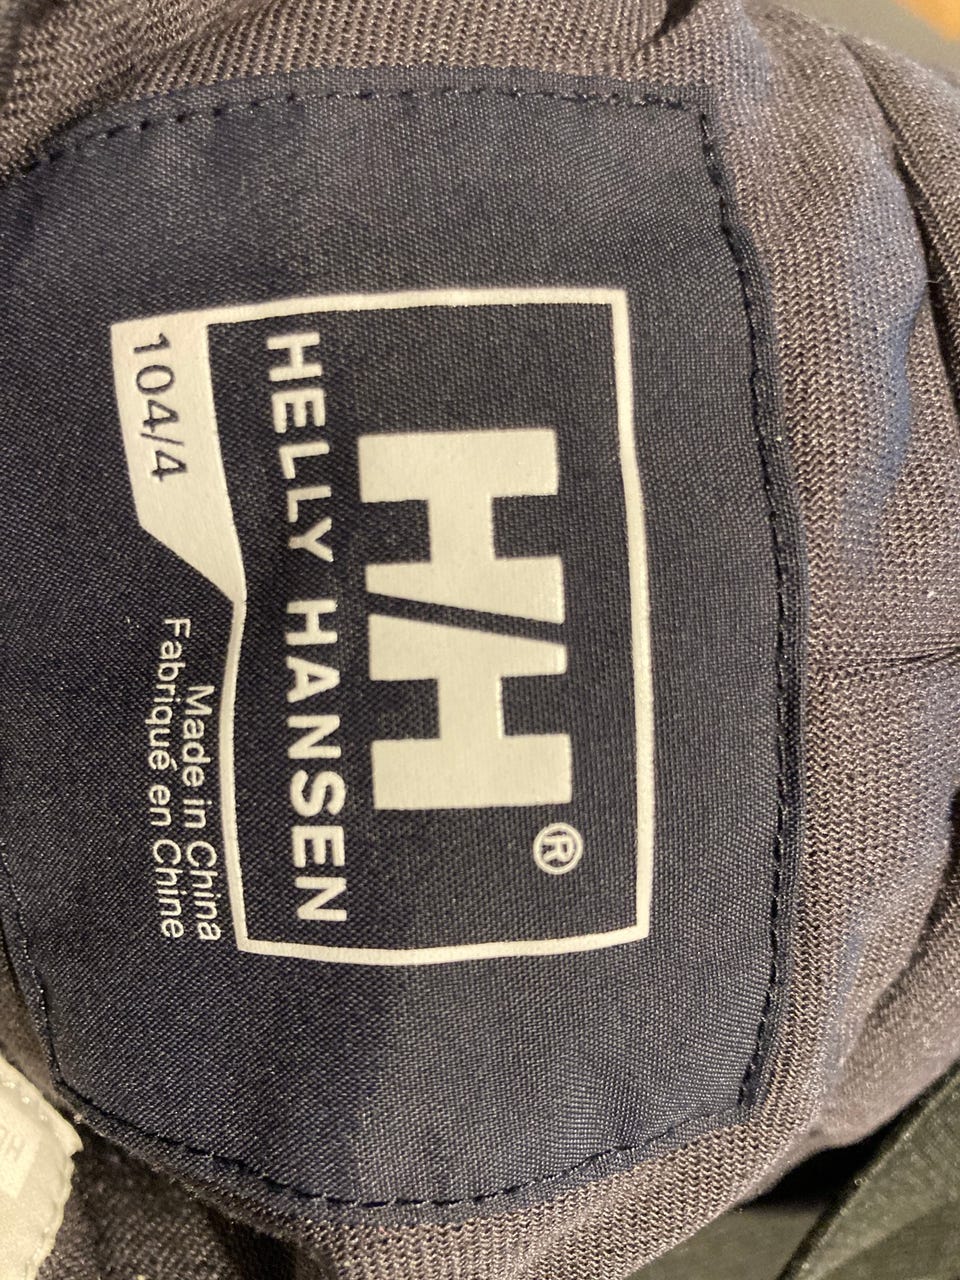 HH®
HELLY HANSEN
104/4
Made in China
Fabriqué en Chine